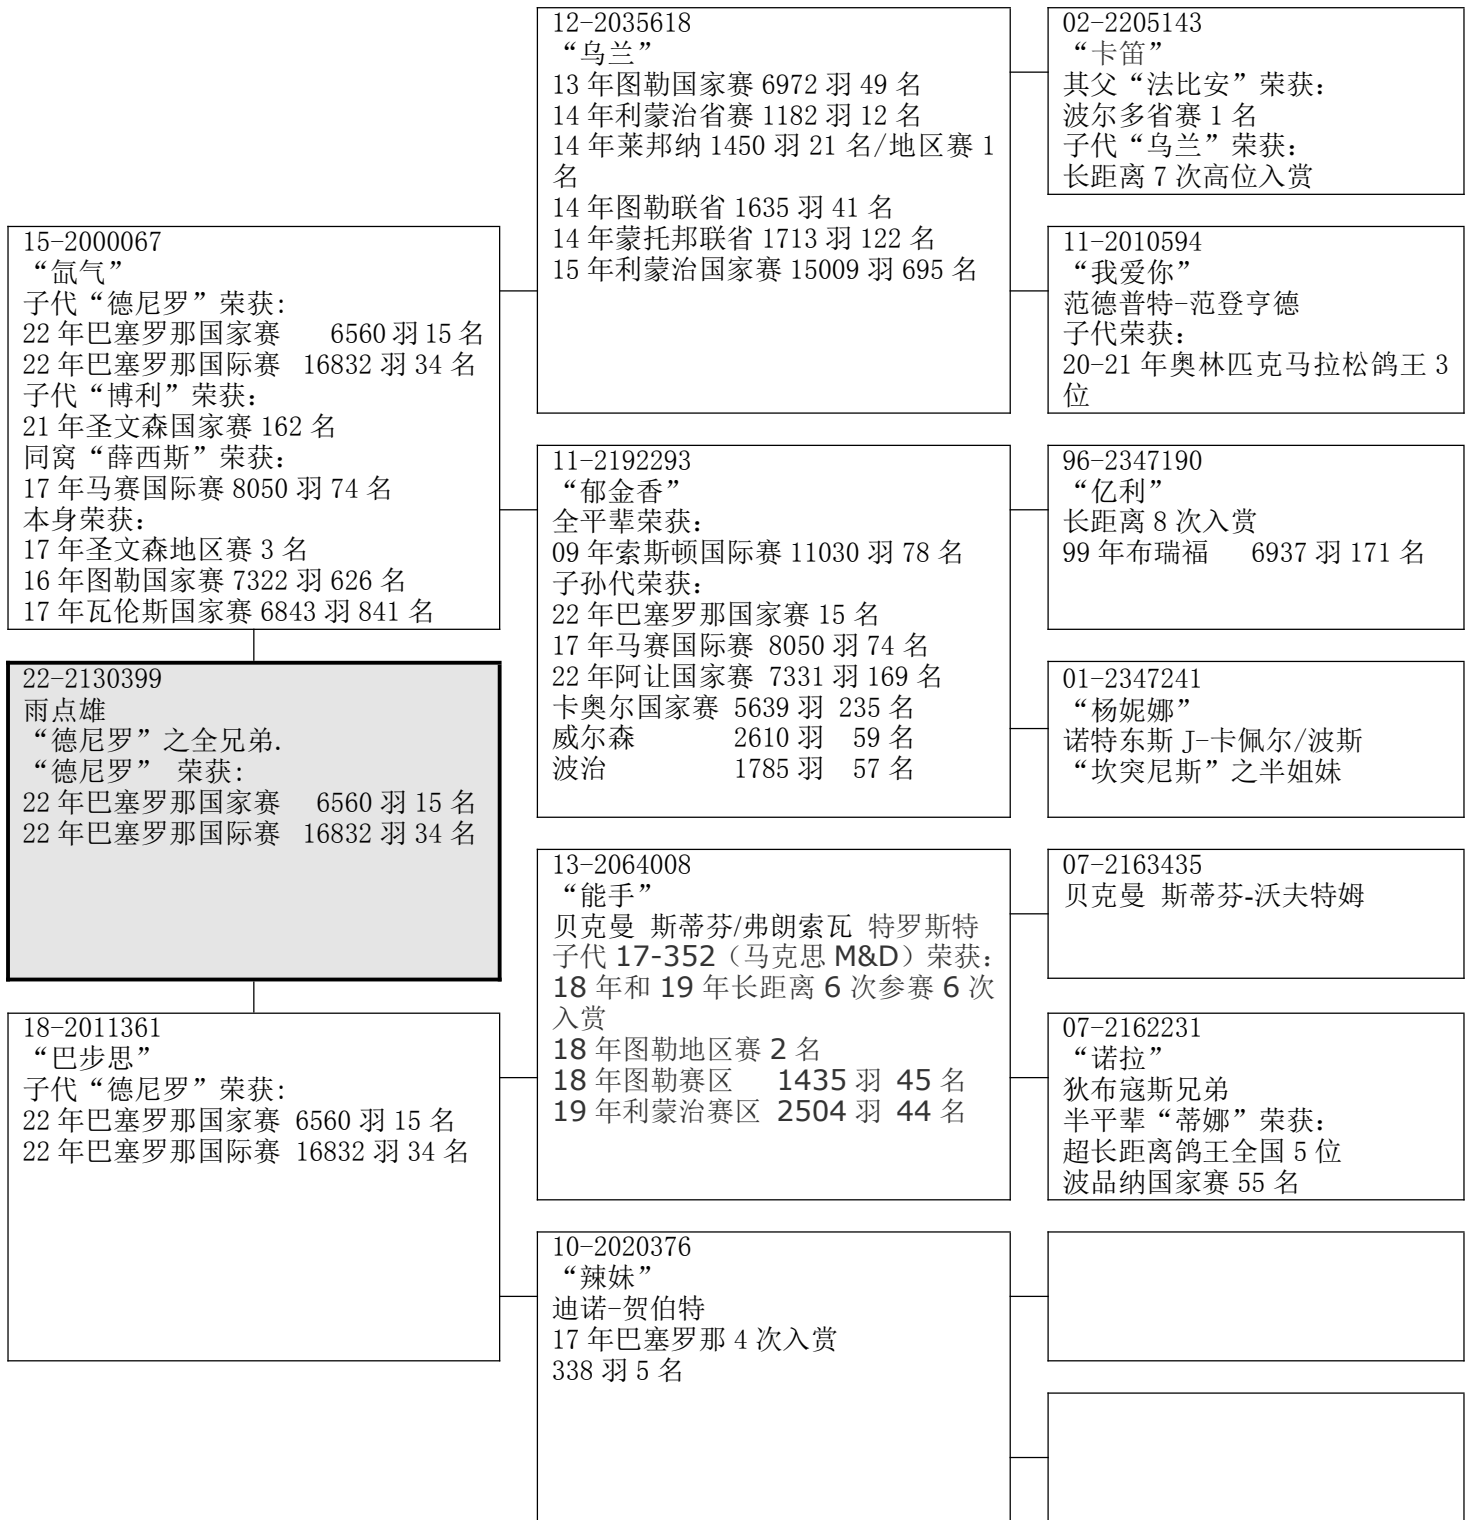 15-2000067
“氙气”
子代“德尼罗”荣获:
22 年巴塞罗那国家赛 6560 羽 15 名
22 年巴塞罗那国际赛 16832 羽 34 名
子代“博利”荣获：
21 年圣文森国家赛 162 名
同窝“薛西斯”荣获：
17 年马赛国际赛 8050 羽 74 名
本身荣获：
17 年圣文森地区赛 3 名
16 年图勒国家赛 7322 羽 626 名
17 年瓦伦斯国家赛 6843 羽 841 名
22-2130399
雨点雄
“德尼罗”之全兄弟.
“德尼罗” 荣获:
22 年巴塞罗那国家赛 6560 羽 15 名
22 年巴塞罗那国际赛 16832 羽 34 名
18-2011361
“巴步思”
子代“德尼罗”荣获:
22 年巴塞罗那国家赛 6560 羽 15 名
22 年巴塞罗那国际赛 16832 羽 34 名
12-2035618
“乌兰”
13 年图勒国家赛 6972 羽 49 名
14 年利蒙治省赛 1182 羽 12 名
14 年莱邦纳 1450 羽 21 名/地区赛 1
名
14 年图勒联省 1635 羽 41 名
14 年蒙托邦联省 1713 羽 122 名
15 年利蒙治国家赛 15009 羽 695 名
11-2192293
“郁金香”
全平辈荣获：
09 年索斯顿国际赛 11030 羽 78 名
子孙代荣获：
22 年巴塞罗那国家赛 15 名
17 年马赛国际赛 8050 羽 74 名
22 年阿让国家赛 7331 羽 169 名
卡奥尔国家赛 5639 羽 235 名
威尔森 2610 羽 59 名
波治 1785 羽 57 名
13-2064008
“能手”
贝克曼 斯蒂芬/弗朗索瓦 特罗斯特
子代 17-352（马克思 M&D）荣获：
18 年和 19 年长距离 6 次参赛 6 次
入赏
18 年图勒地区赛 2 名
18 年图勒赛区 1435 羽 45 名
19 年利蒙治赛区 2504 羽 44 名
10-2020376
“辣妹”
迪诺-贺伯特
17 年巴塞罗那 4 次入赏
338 羽 5 名
02-2205143
“卡笛”
其父“法比安”荣获：
波尔多省赛 1 名
子代“乌兰”荣获：
长距离 7 次高位入赏
11-2010594
“我爱你”
范德普特-范登亨德
子代荣获：
20-21 年奥林匹克马拉松鸽王 3
位
96-2347190
“亿利”
长距离 8 次入赏
99 年布瑞福 6937 羽 171 名
01-2347241
“杨妮娜”
诺特东斯 J-卡佩尔/波斯
“坎突尼斯”之半姐妹
07-2163435
贝克曼 斯蒂芬-沃夫特姆
07-2162231
“诺拉”
狄布寇斯兄弟
半平辈“蒂娜”荣获：
超长距离鸽王全国 5 位
波品纳国家赛 55 名